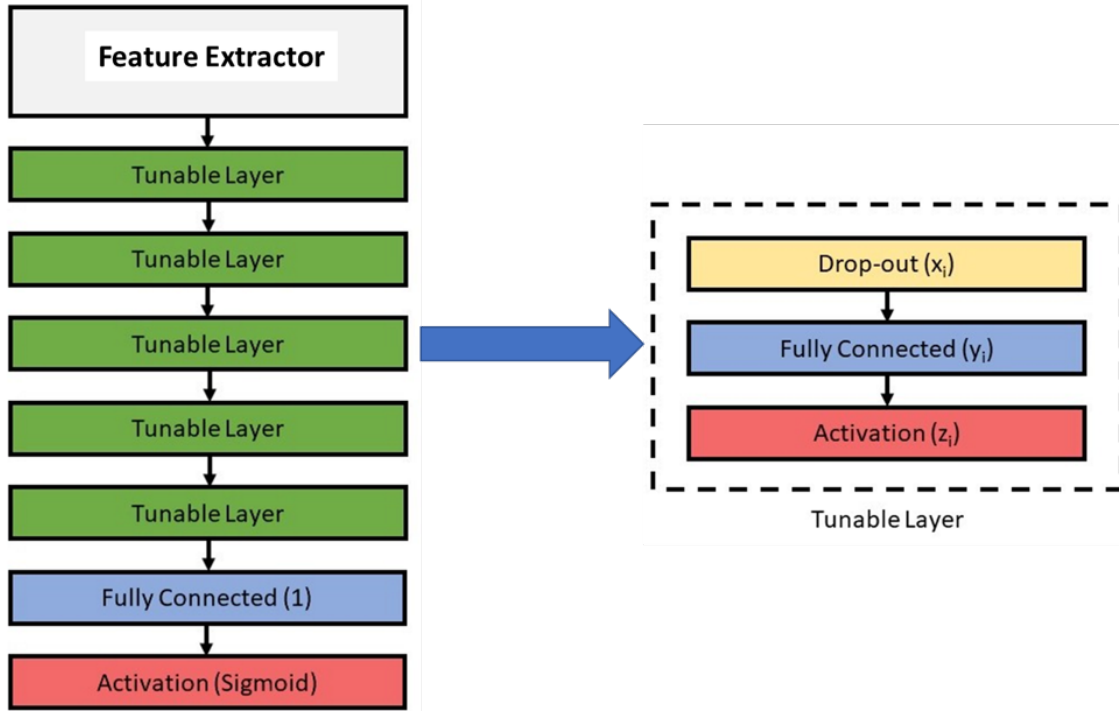 Feature Extractor
Tunable Layer
Tunable Layer
Tunable Layer
Tunable Layer
Tunable Layer
Fully Connected (1)
Activation (Sigmoid)
Drop-out (xᵢ)
Fully Connected (yᵢ)
Activation (zᵢ)
Tunable Layer